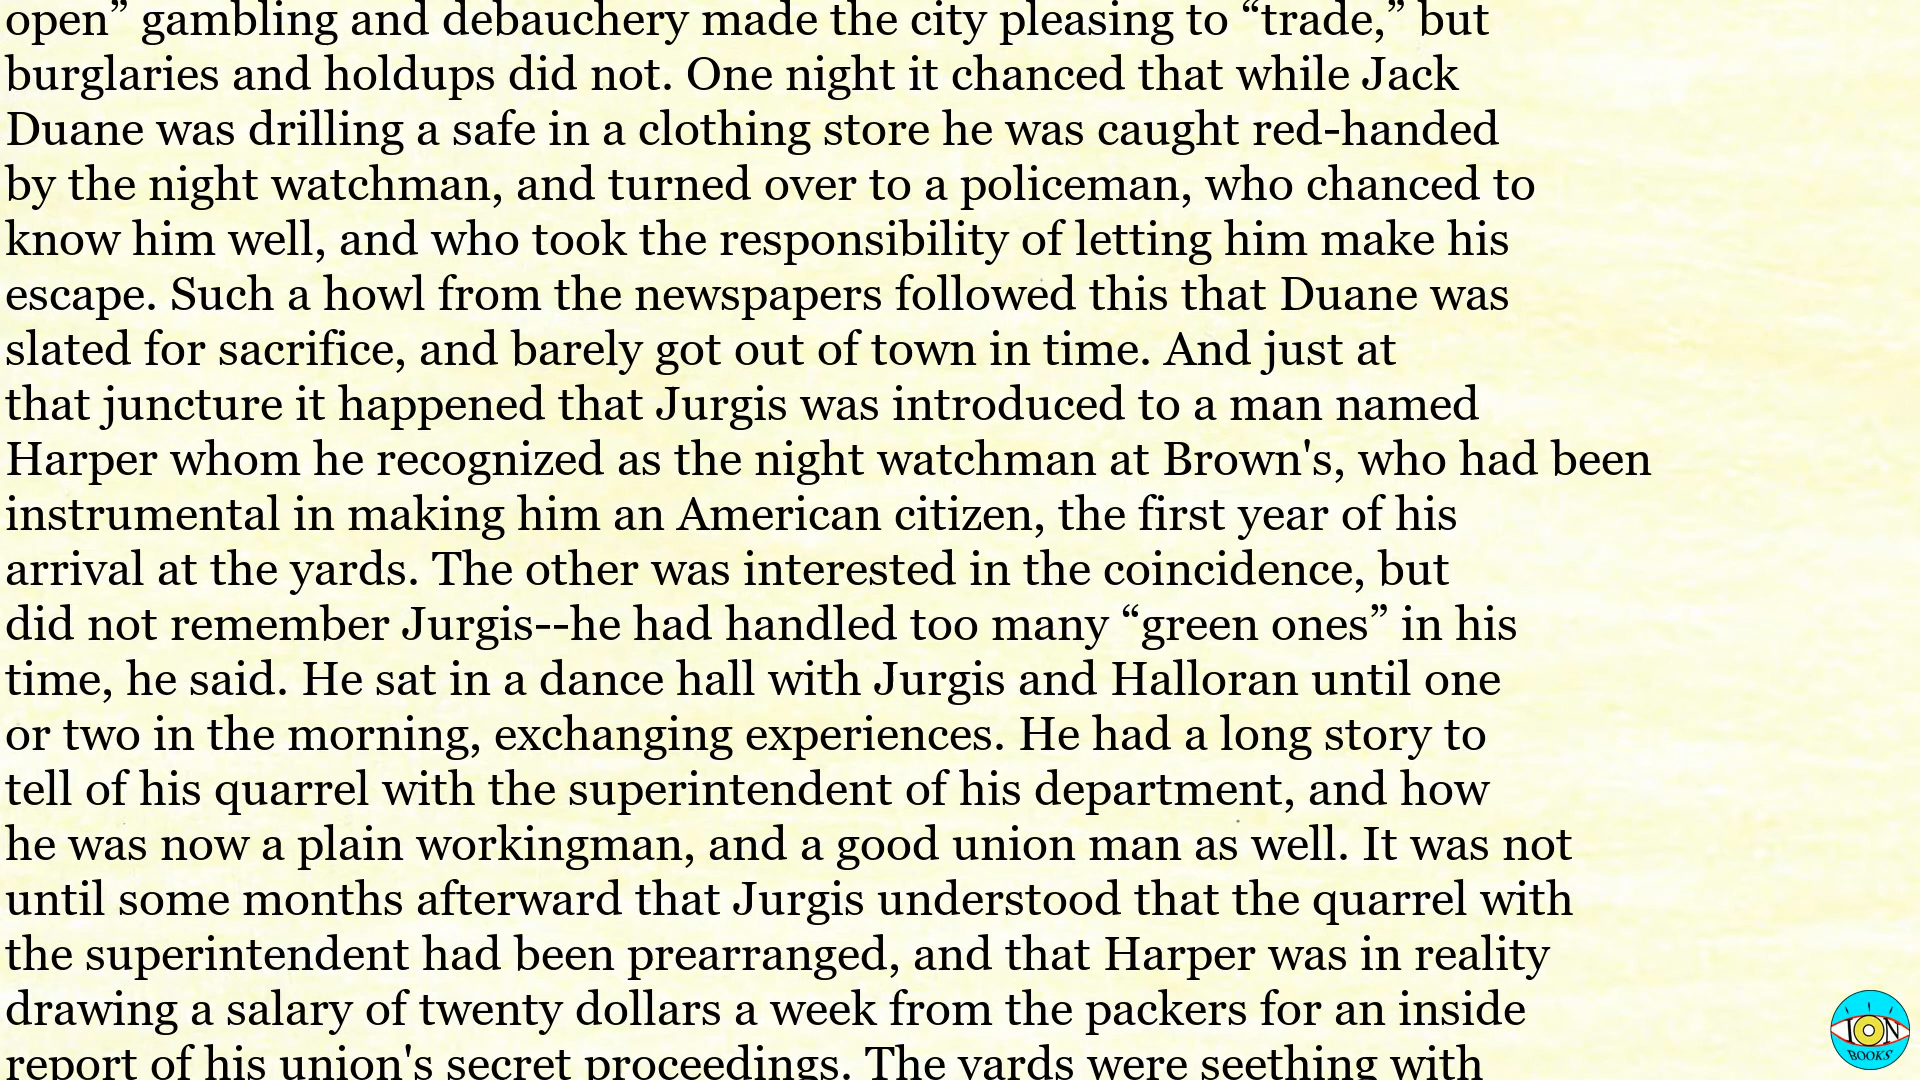 open” gambling and debauchery made the city pleasing to “trade,” but
burglaries and holdups did not. One night it chanced that while Jack
Duane was drilling a safe in a clothing store he was caught red-handed
by the night watchman, and turned over to a policeman, who chanced to
know him well, and who took the responsibility of letting him make his
escape. Such a howl from the newspapers followed this that Duane was
slated for sacrifice, and barely got out of town in time. And just at
that juncture it happened that Jurgis was introduced to a man named
Harper whom he recognized as the night watchman at Brown's, who had been
instrumental in making him an American citizen, the first year of his
arrival at the yards. The other was interested in the coincidence, but
did not remember Jurgis--he had handled too many “green ones” in his
time, he said. He sat in a dance hall with Jurgis and Halloran until one
or two in the morning, exchanging experiences. He had a long story to
tell of his quarrel with the superintendent of his department, and how
he was now a plain workingman, and a good union man as well. It was not
until some months afterward that Jurgis understood that the quarrel with
the superintendent had been prearranged, and that Harper was in reality
drawing a salary of twenty dollars a week from the packers for an inside
report of his union's secret proceedings. The yards were seething with
ION
BOOKS